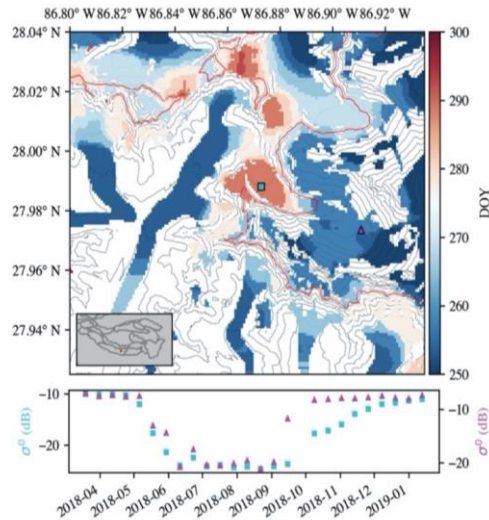 86.80° W 86.82° W 86.84° W 86.86° W 86.88° W 86.90° W 86.92° W
28.04° N
28.02° N
28.00° N
27.98° N
27.96° N
27.94° N
300
290
280
270
260
250
DOY
−10
−20
σ⁰ (dB)
−10
−20
σ⁰ (dB)
2018-04
2018-05
2018-06
2018-07
2018-08
2018-09
2018-10
2018-11
2018-12
2019-01